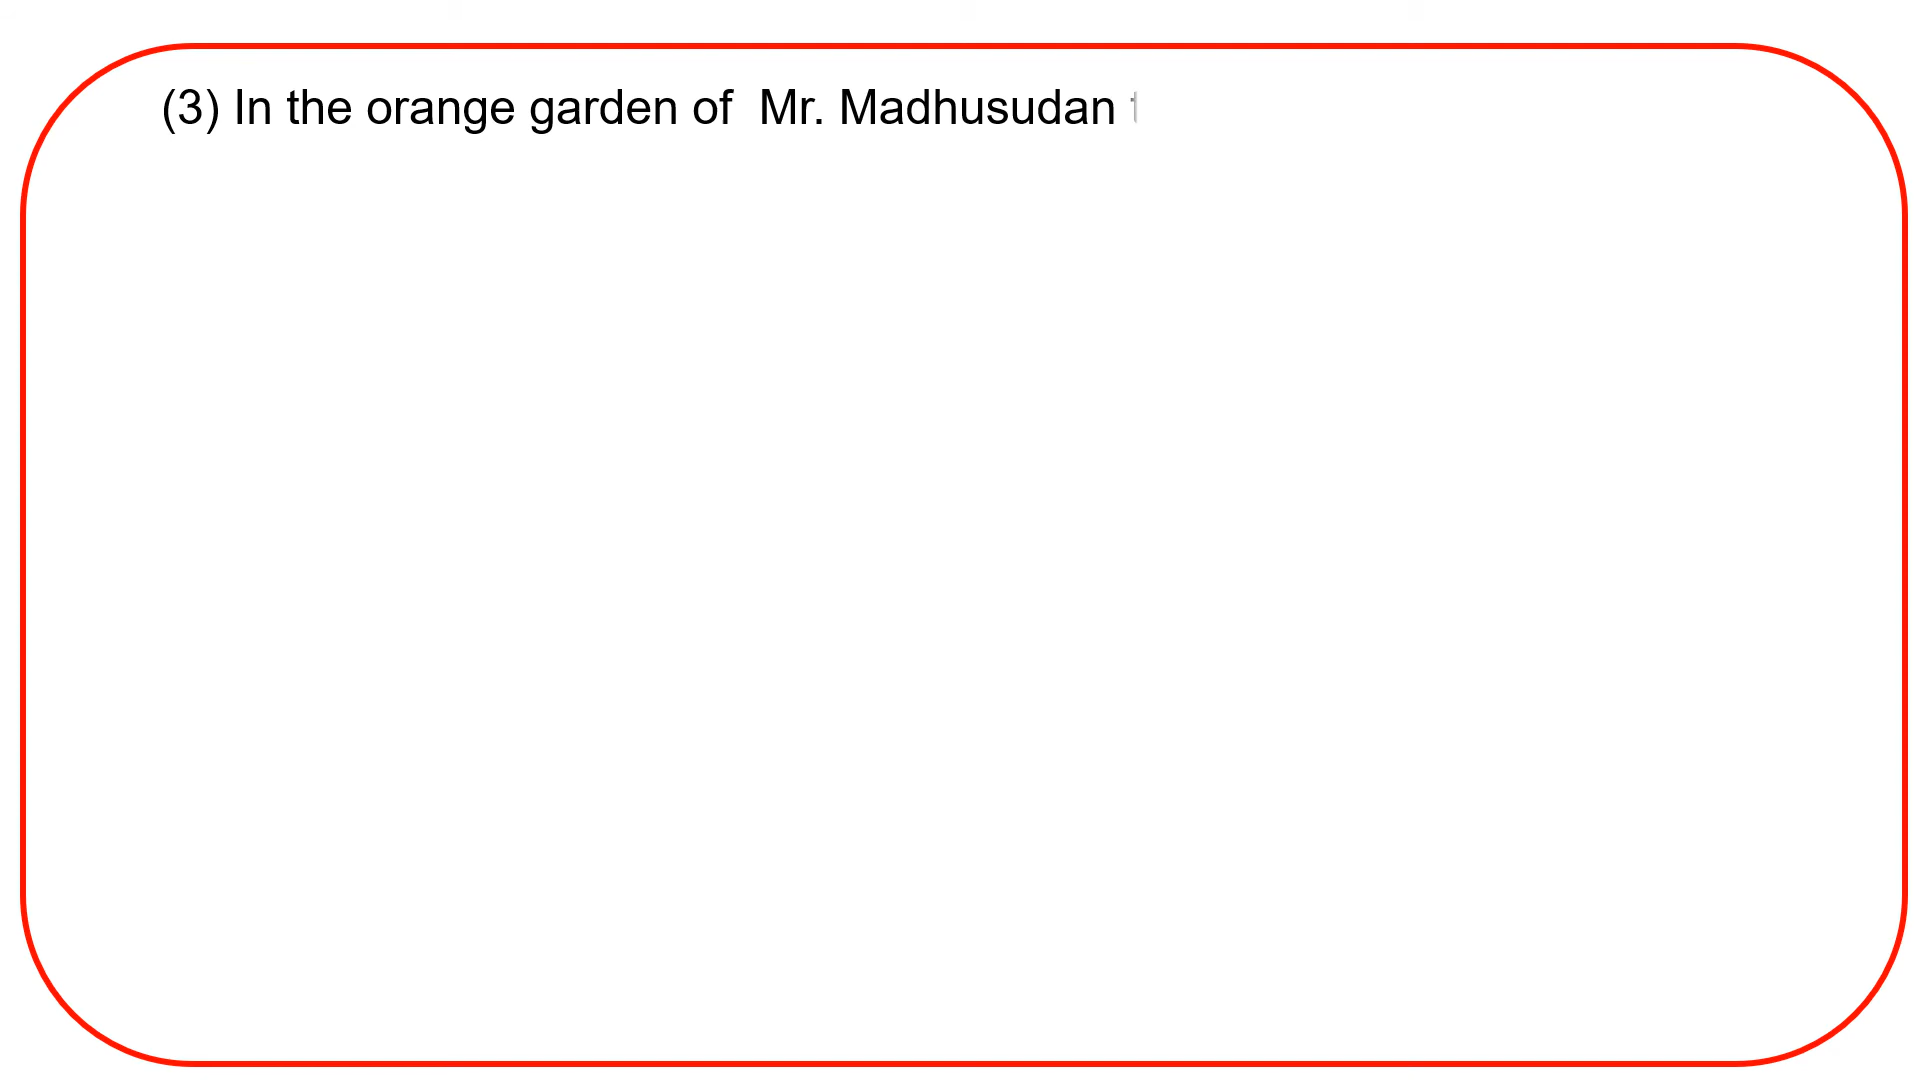 (3) In the orange garden of  Mr. Madhusudan